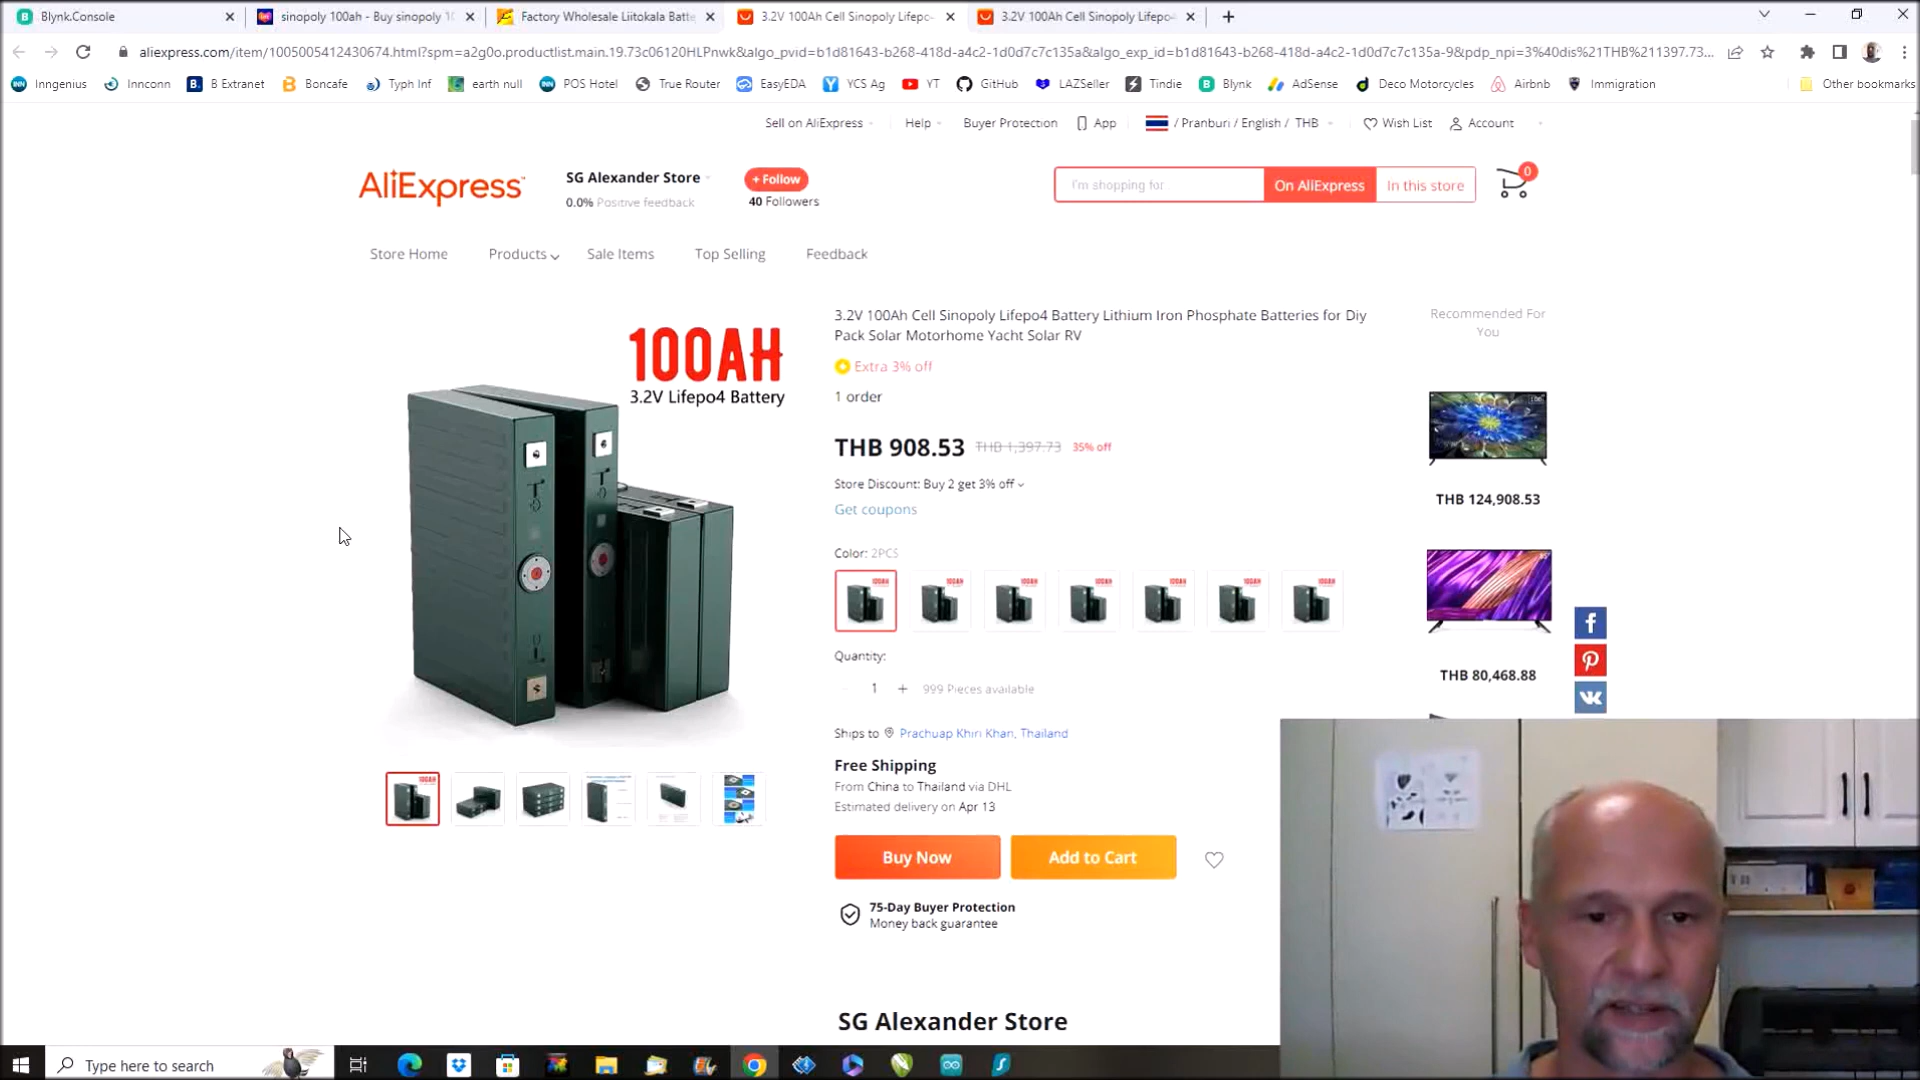 Blynk.Console
sinopoly 100ah - Buy sinopoly 10
Factory Wholesale Liitokala Batte
3.2V 100Ah Cell Sinopoly Lifepo-
3.2V 100Ah Cell Sinopoly Lifepo4
aliexpress.com/item/1005005412430674.html?spm=a2g0o.productlist.main.19.73c06120HLPnwk&algo_pvid=b1d81643-b268-418d-a4c2-1d0d7c7c135a&algo_exp_id=b1d81643-b268-418d-a4c2-1d0d7c7c135a-9&pdp_npi=3%40dis%21THB%211397.73...
INN Inngenius
Innconn
B. B Extranet
Boncafe
Typh Inf
earth null
INN POS Hotel
True Router
EasyEDA
YCS Ag
YT
GitHub
LAZSeller
Tindie
Blynk
AdSense
Deco Motorcycles
Airbnb
Immigration
Other bookmarks
Sell on AliExpress
Help
Buyer Protection
App
/ Pranburi / English / THB
Wish List
Account
AliExpress
SG Alexander Store
0.0% Positive feedback
+ Follow
40 Followers
I'm shopping for
On AliExpress
In this store
0
Store Home
Products
Sale Items
Top Selling
Feedback
100AH
3.2V Lifepo4 Battery
3.2V 100Ah Cell Sinopoly Lifepo4 Battery Lithium Iron Phosphate Batteries for Diy
Pack Solar Motorhome Yacht Solar RV
Extra 3% off
1 order
THB 908.53 THB 1,397.73 35% off
Store Discount: Buy 2 get 3% off
Get coupons
Color: 2PCS
100AH
100AH
100AH
100AH
100AH
100AH
100AH
Quantity:
- 1 + 999 Pieces available
Ships to Prachuap Khiri Khan, Thailand
Free Shipping
From China to Thailand via DHL
Estimated delivery on Apr 13
Buy Now
Add to Cart
75-Day Buyer Protection
Money back guarantee
SG Alexander Store
Recommended For
You
THB 124,908.53
THB 80,468.88
Type here to search